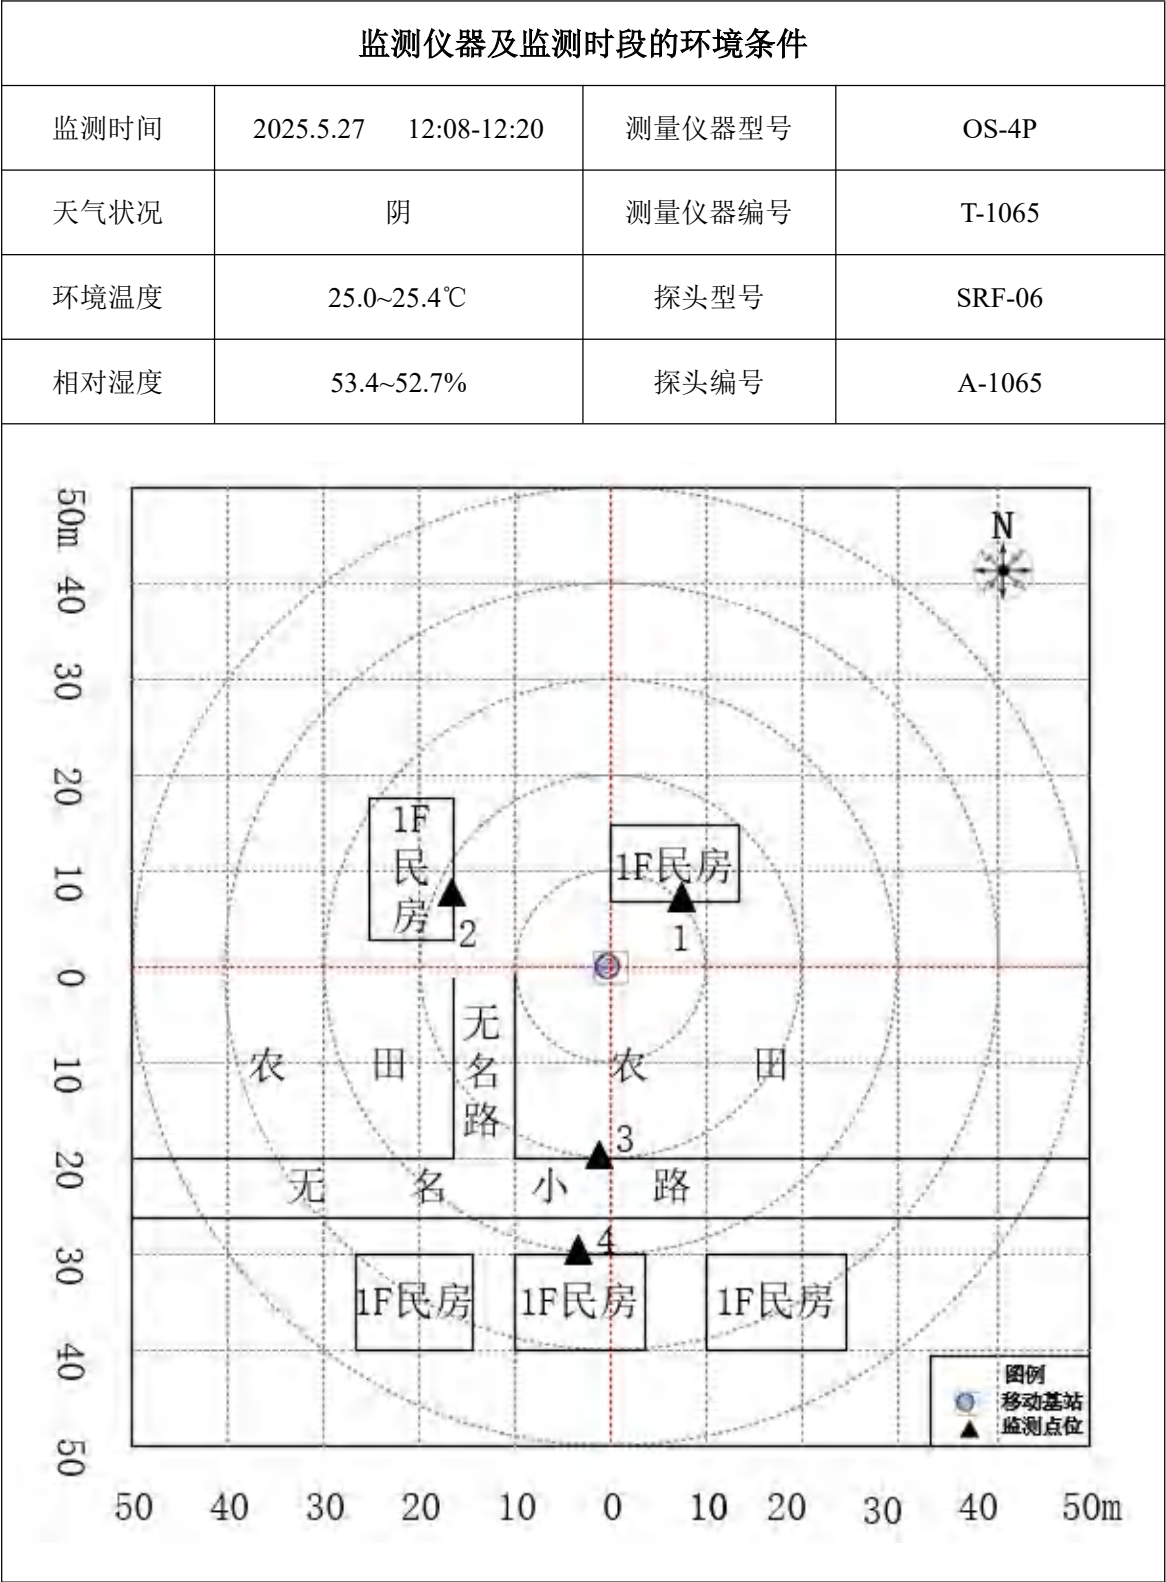 监测仪器及监测时段的环境条件
监测时间 2025.5.27 12:08-12:20 测量仪器型号 OS-4P
天气状况 阴 测量仪器编号 T-1065
环境温度 25.0~25.4℃ 探头型号 SRF-06
相对湿度 53.4~52.7% 探头编号 A-1065
50m
40
30
20
10
0
10
20
30
40
50
N
1F民房
2
1F民房
1
无名路
农 田
农 田
3
无 名 小 路
4
1F民房
1F民房
1F民房
图例
移动基站
监测点位
50 40 30 20 10 0 10 20 30 40 50m